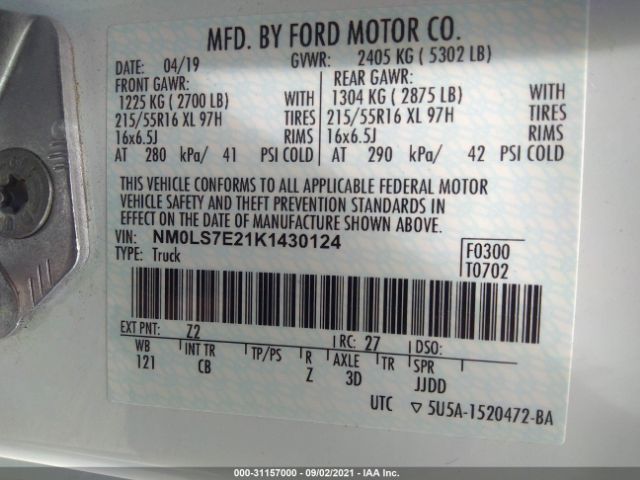 MFD. BY FORD MOTOR CO.
DATE: 04/19 GVWR: 2405 KG ( 5302 LB)
FRONT GAWR: REAR GAWR:
1225 KG ( 2700 LB) WITH 1304 KG ( 2875 LB) WITH
215/55R16 XL 97H TIRES 215/55R16 XL 97H TIRES
16x6.5J RIMS 16x6.5J RIMS
AT 280 kPa/ 41 PSI COLD AT 290 kPa/ 42 PSI COLD
THIS VEHICLE CONFORMS TO ALL APPLICABLE FEDERAL MOTOR
VEHICLE SAFETY AND THEFT PREVENTION STANDARDS IN
EFFECT ON THE DATE OF MANUFACTURE SHOWN ABOVE.
VIN: NM0LS7E21K1430124 F0300
TYPE: Truck T0702
EXT PNT: Z2 RC: 27 DSO:
WB INT TR TP/PS R AXLE TR SPR
121 CB Z 3D JJDD
UTC ▽ 5U5A-1520472-BA
000-31157000 - 09/02/2021 - IAA Inc.